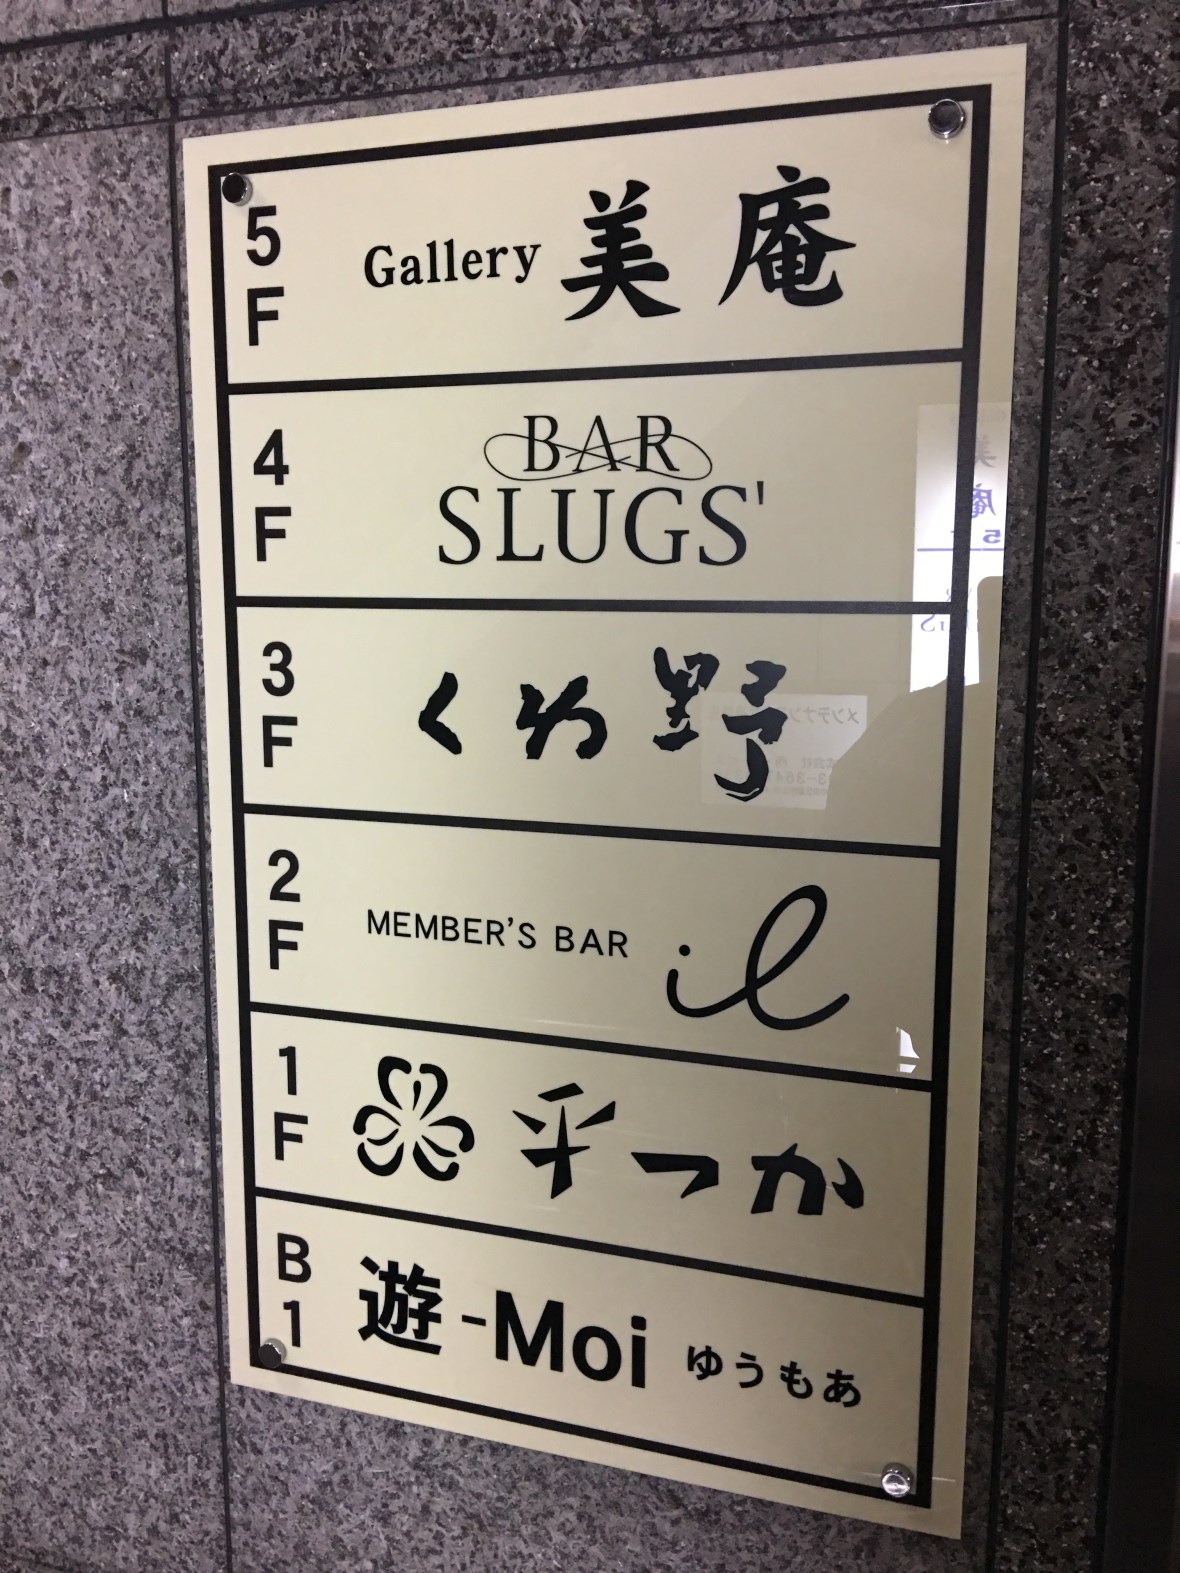 5F Gallery 美庵
4F BAR
SLUGS'
3F くわ野
2F MEMBER'S BAR il
1F 平つか
B1 遊-Moi ゆうもあ